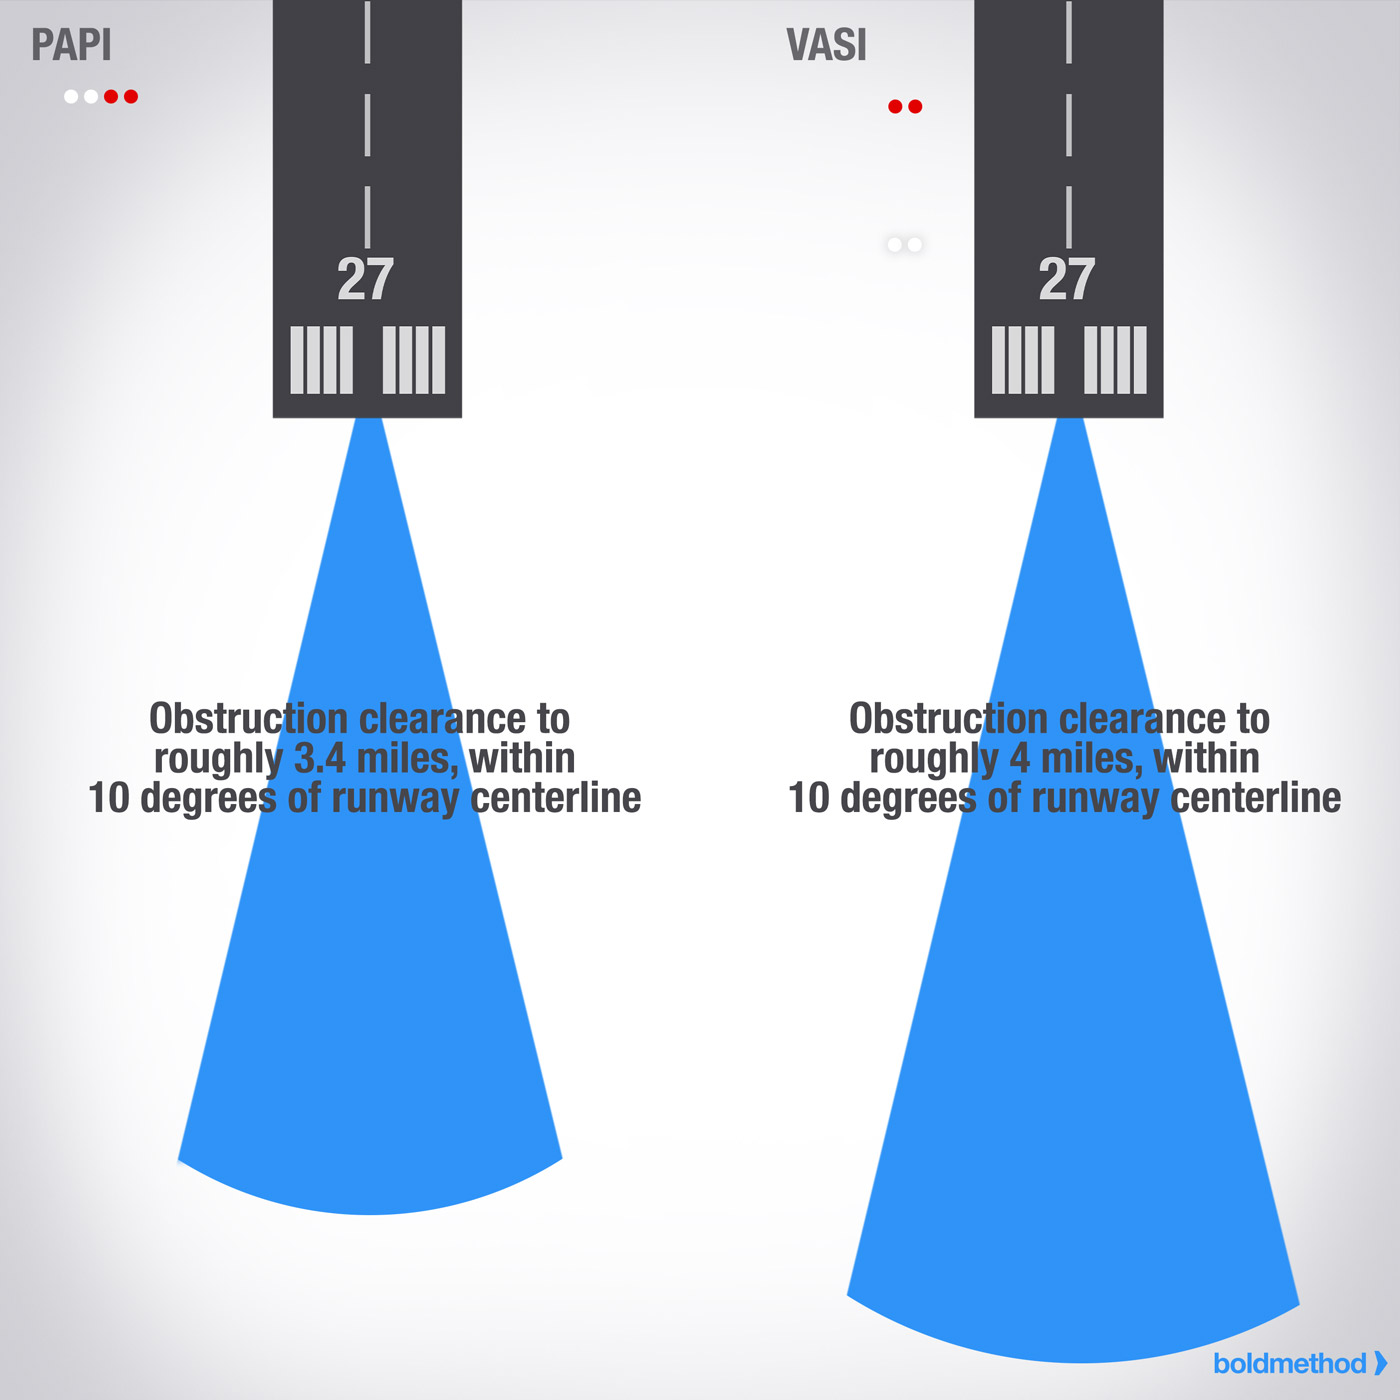 PAPI
27
Obstruction clearance to
roughly 3.4 miles, within
10 degrees of runway centerline
VASI
27
Obstruction clearance to
roughly 4 miles, within
10 degrees of runway centerline
boldmethod